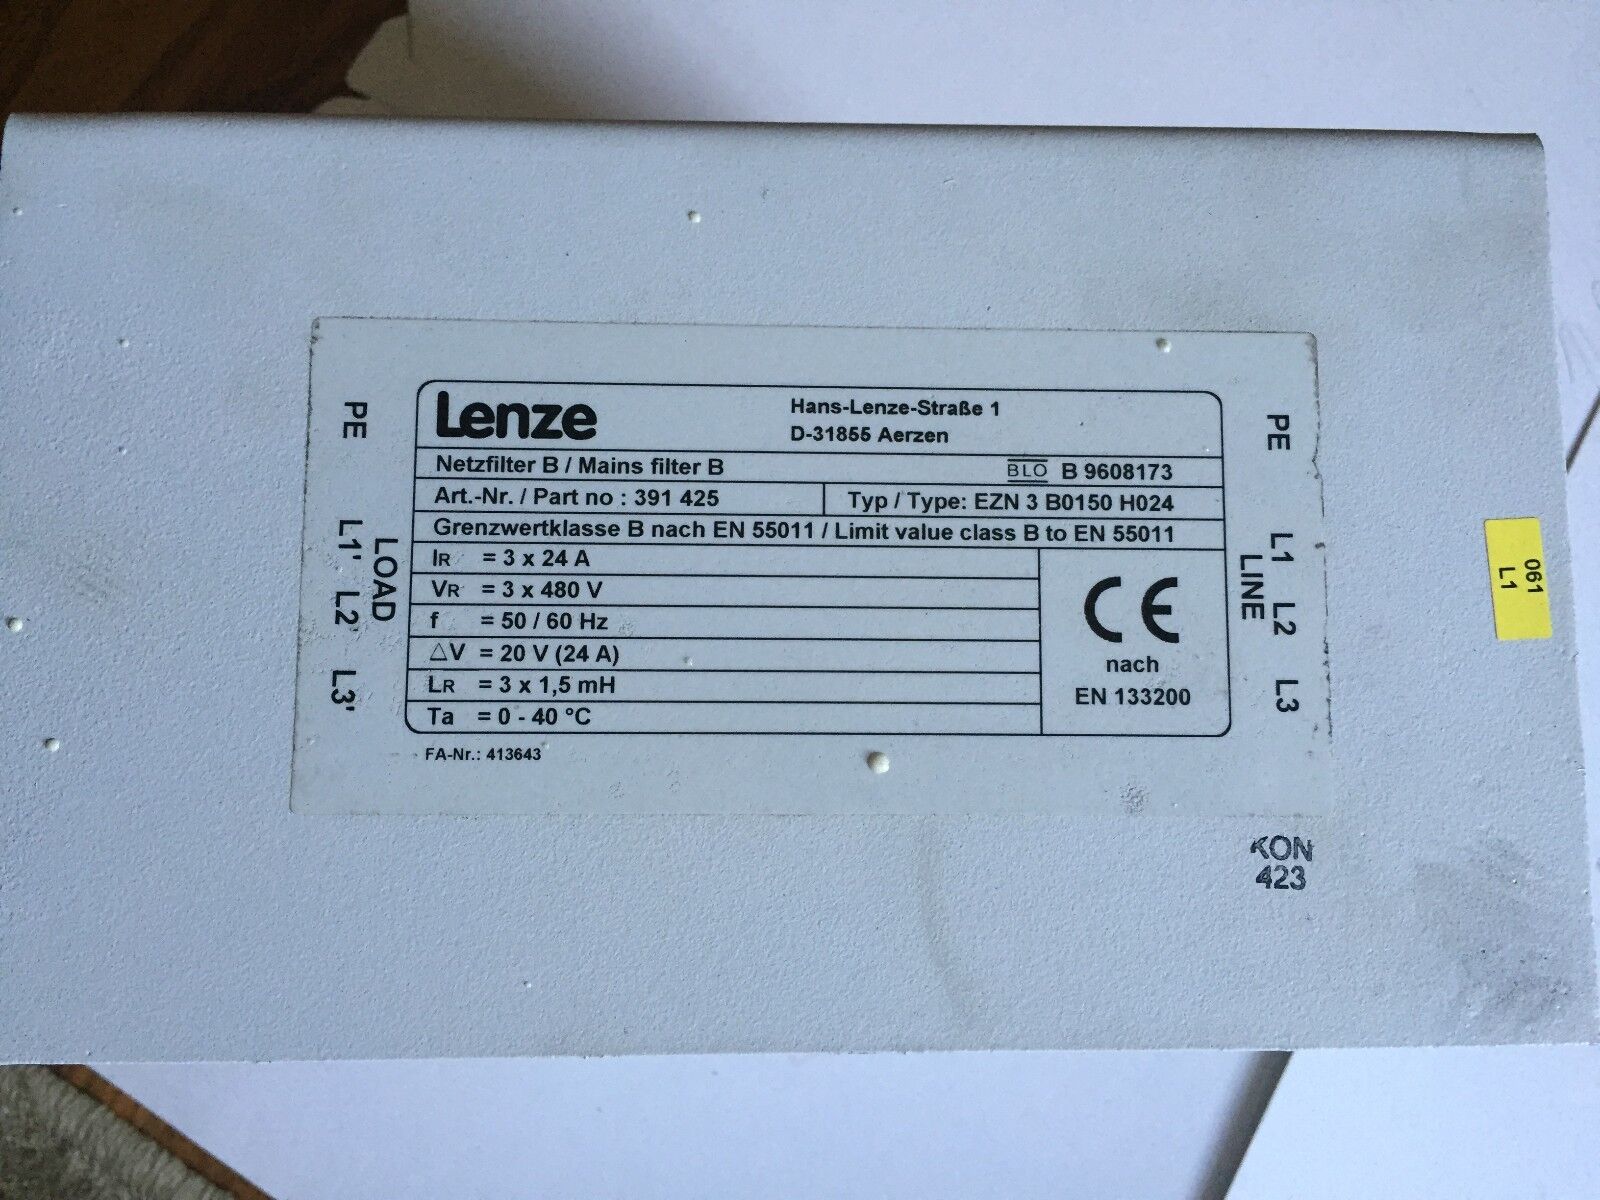 Lenze
Hans-Lenze-Straße 1
D-31855 Aerzen
Netzfilter B / Mains filter B
BLO B 9608173
Art.-Nr. / Part no : 391 425
Typ / Type: EZN 3 B0150 H024
Grenzwertklasse B nach EN 55011 / Limit value class B to EN 55011
IR = 3 x 24 A
VR = 3 x 480 V
f = 50 / 60 Hz
△V = 20 V (24 A)
LR = 3 x 1,5 mH
Ta = 0 - 40 °C
CE
nach
EN 133200
FA-Nr.: 413643
PE L1' L2' L3'
LOAD
PE L1 L2 L3
LINE
061
L1
KON
423